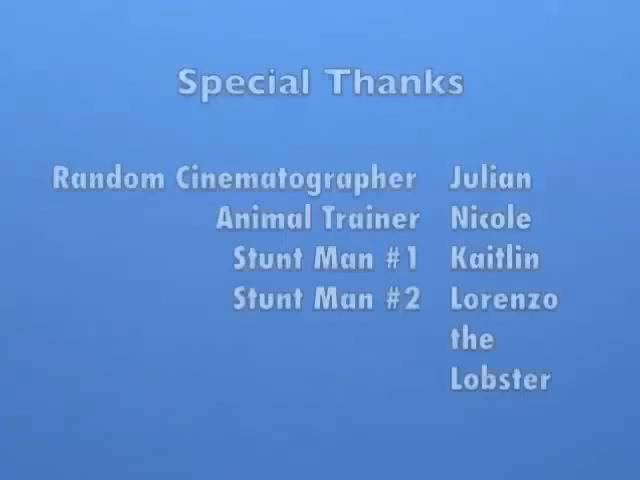 Special Thanks
Random Cinematographer Julian
Animal Trainer Nicole
Stunt Man #1 Kaitlin
Stunt Man #2 Lorenzo
the
Lobster